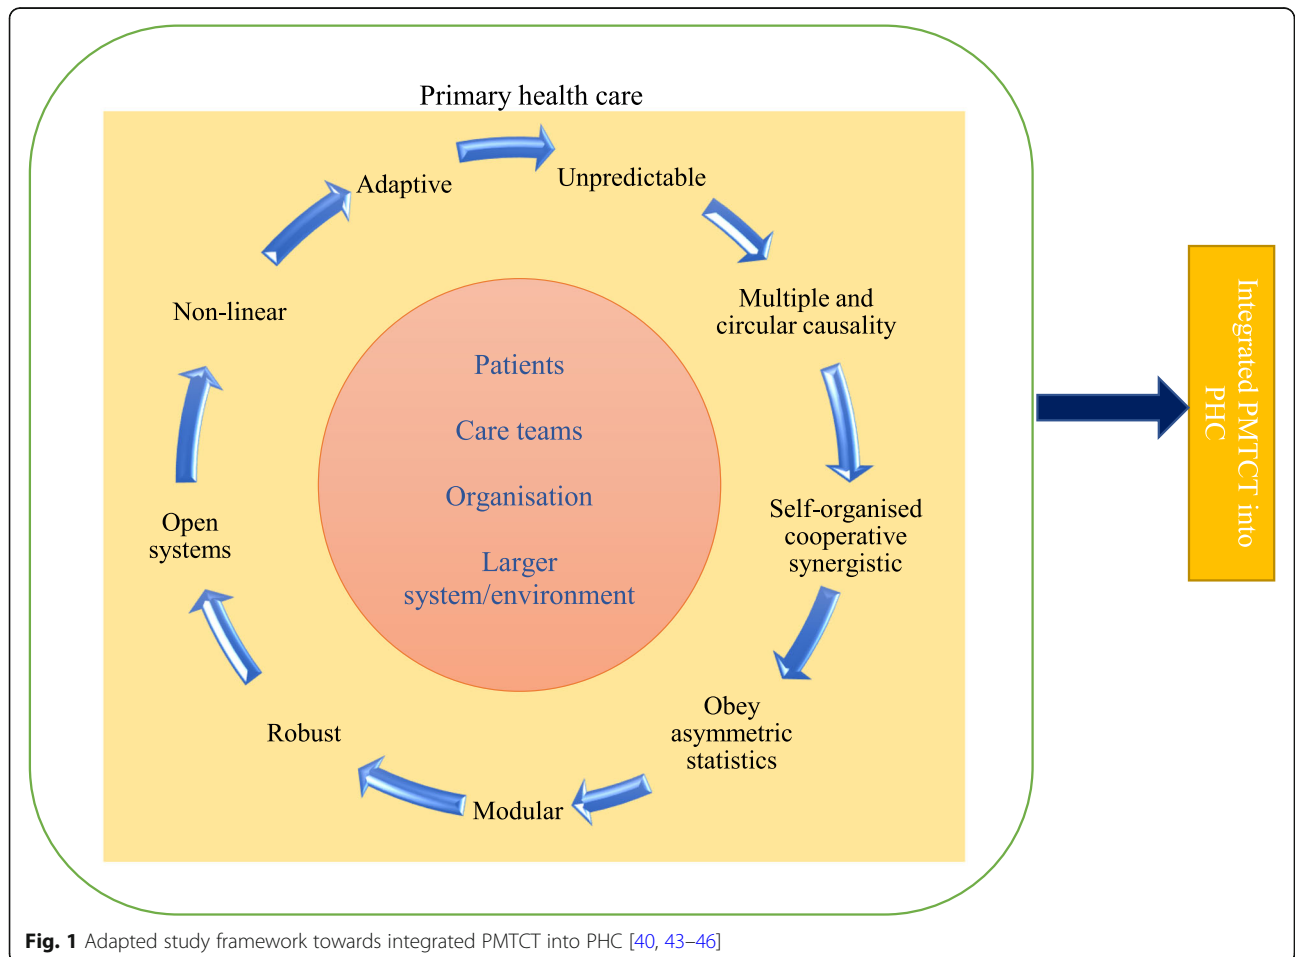 Primary health care
Adaptive
Unpredictable
Multiple and
circular causality
Self-organised
cooperative
synergistic
Obey
asymmetric
statistics
Modular
Robust
Open
systems
Non-linear
Patients
Care teams
Organisation
Larger
system/environment
Integrated PMTCT into
PHC
Fig. 1 Adapted study framework towards integrated PMTCT into PHC [40, 43–46]